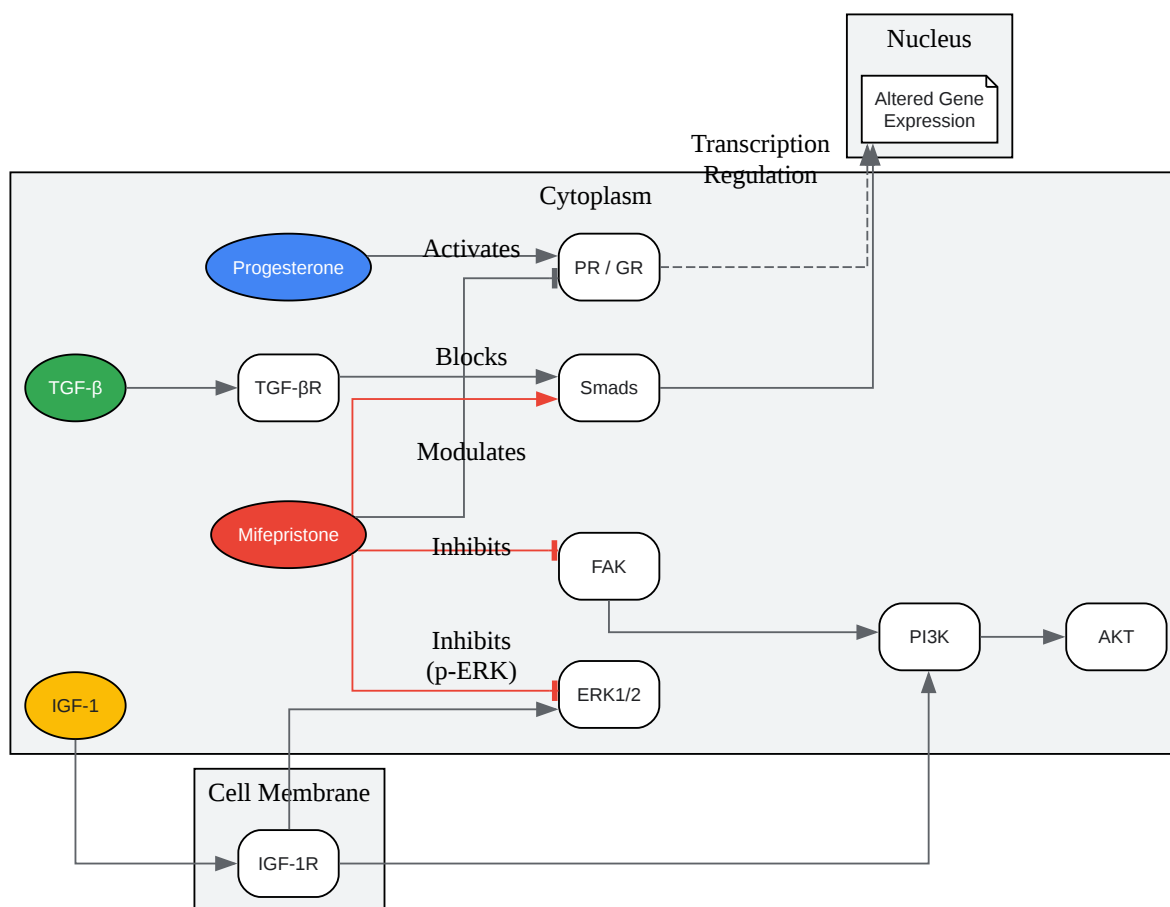 Nucleus
Altered Gene
Expression
Transcription
Regulation
Cytoplasm
Progesterone
Activates
PR / GR
TGF-β
TGF-βR
Blocks
Smads
Modulates
Mifepristone
Inhibits
FAK
Inhibits
(p-ERK)
PI3K
AKT
IGF-1
ERK1/2
Cell Membrane
IGF-1R